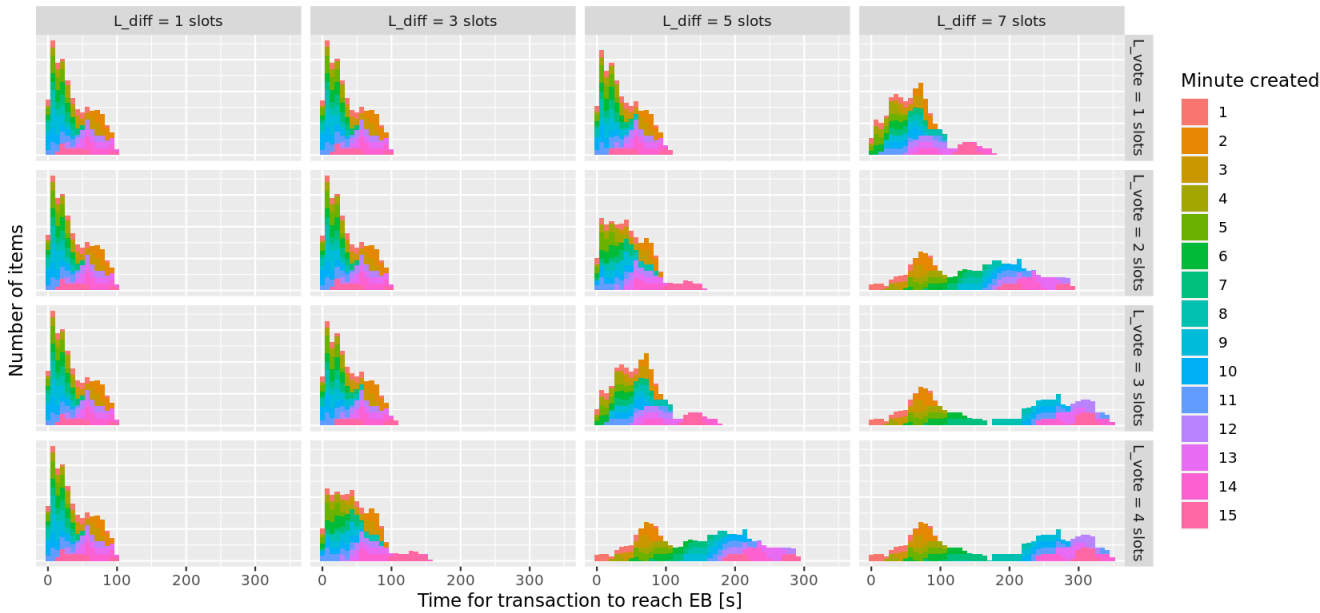 L_diff = 1 slots
L_diff = 3 slots
L_diff = 5 slots
L_diff = 7 slots
L_vote = 1 slots
L_vote = 2 slots
L_vote = 3 slots
L_vote = 4 slots
Number of items
0 100 200 300
0 100 200 300
0 100 200 300
0 100 200 300
Time for transaction to reach EB [s]
Minute created
1
2
3
4
5
6
7
8
9
10
11
12
13
14
15